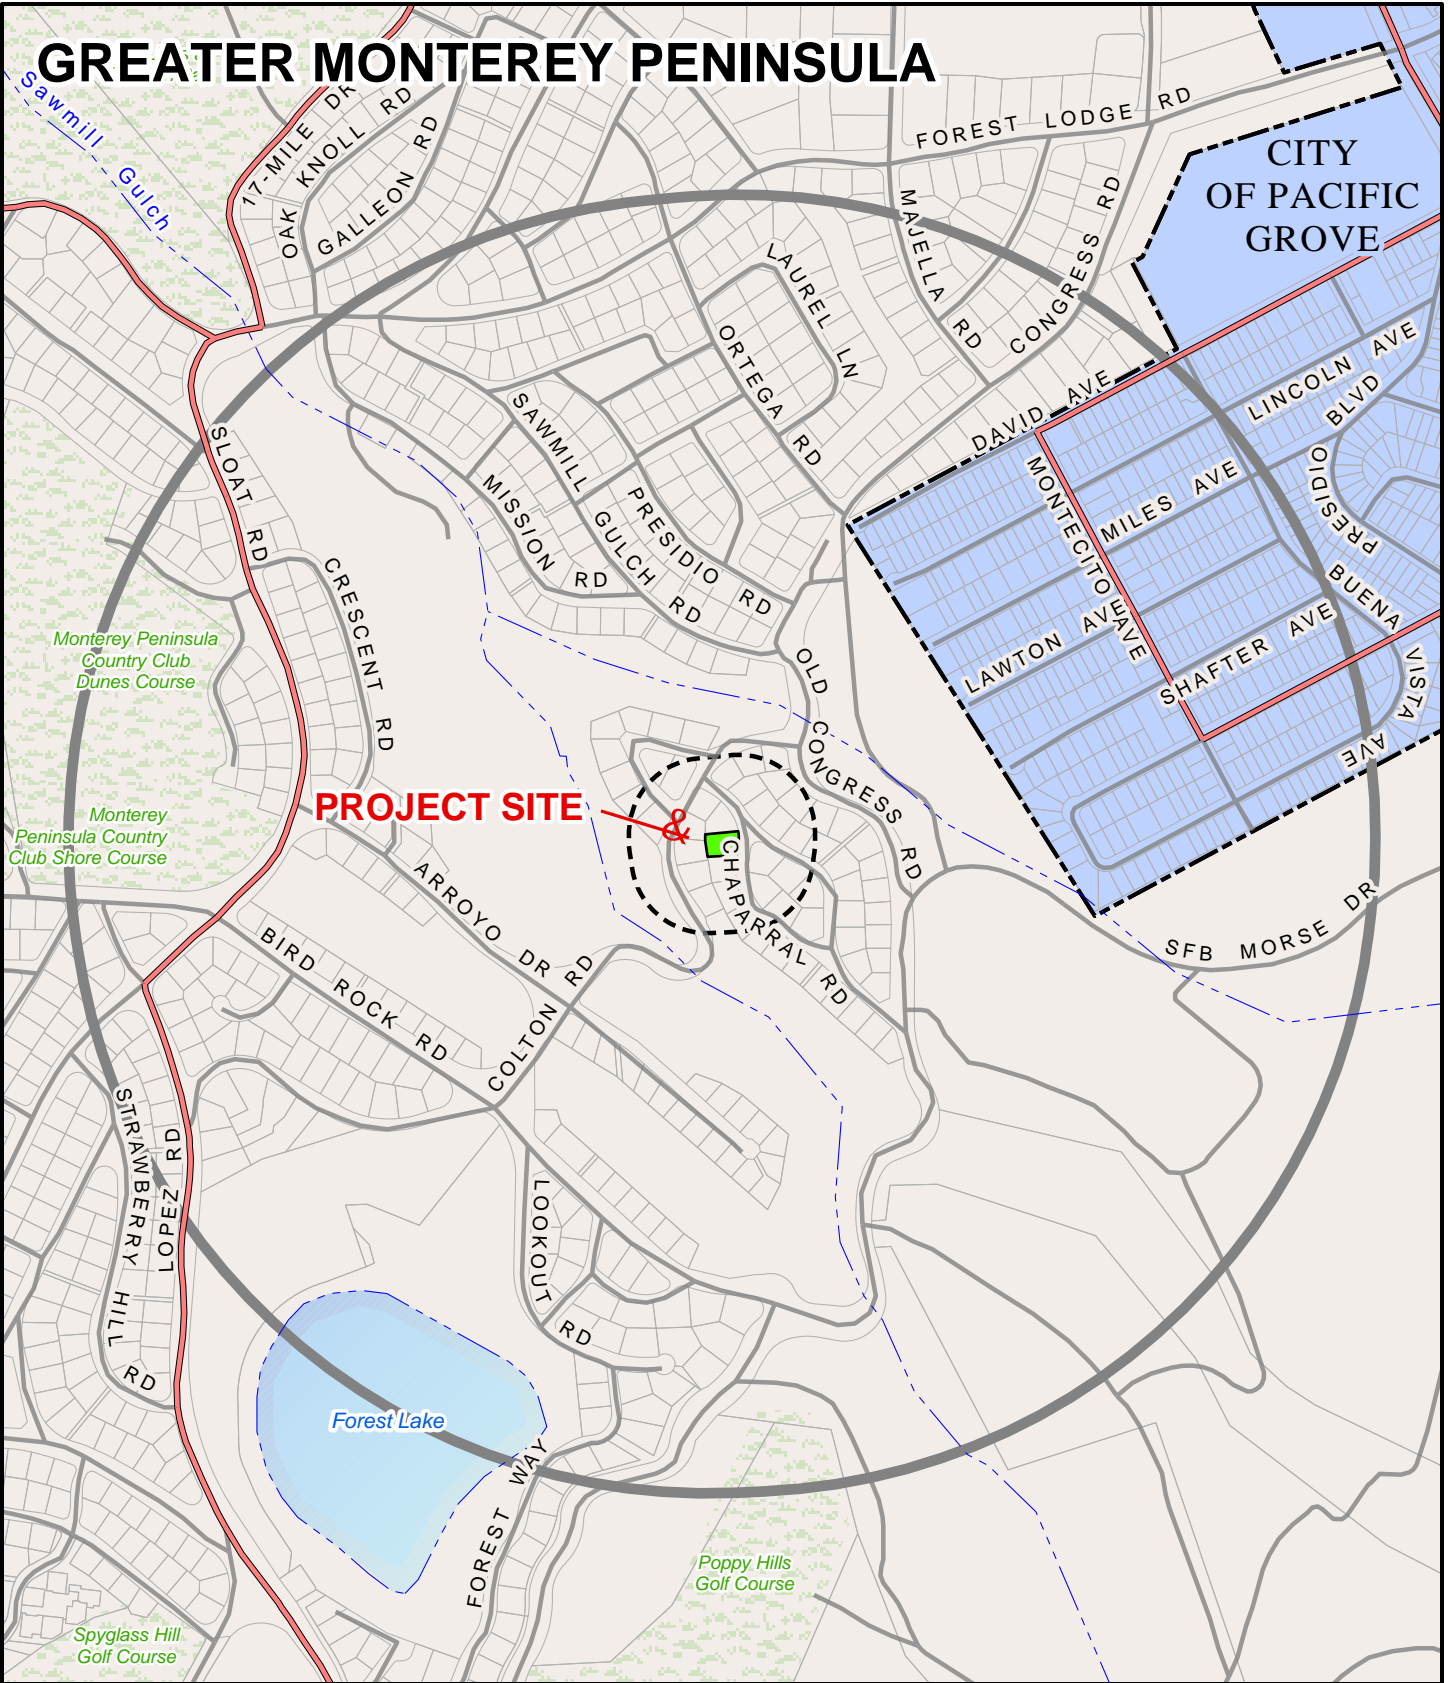 GREATER MONTEREY PENINSULA
Sawmill Gulch
17-MILE DR
OAK KNOLL RD
GALLEON RD
FOREST LODGE RD
CITY
OF PACIFIC
GROVE
MAJELLA RD
CONGRESS RD
LAUREL LN
ORTEGA RD
DAVID AVE
LINCOLN AVE
PRESIDIO BLVD
MILES AVE
MONTECITO AVE
LAWTON AVE
SHAFTER AVE
BUENA VISTA AVE
SLOAT RD
SAWMILL GULCH RD
MISSION RD
PRESIDIO RD
CRESCENT RD
OLD CONGRESS RD
Monterey Peninsula
Country Club
Dunes Course
PROJECT SITE
&
Monterey
Peninsula Country
Club Shore Course
CHAPARRAL RD
ARROYO DR
BIRD ROCK RD
COLTON RD
SFB MORSE DR
STRAWBERRY HILL RD
LOPEZ RD
LOOKOUT RD
Forest Lake
FOREST WAY
Poppy Hills
Golf Course
Spyglass Hill
Golf Course